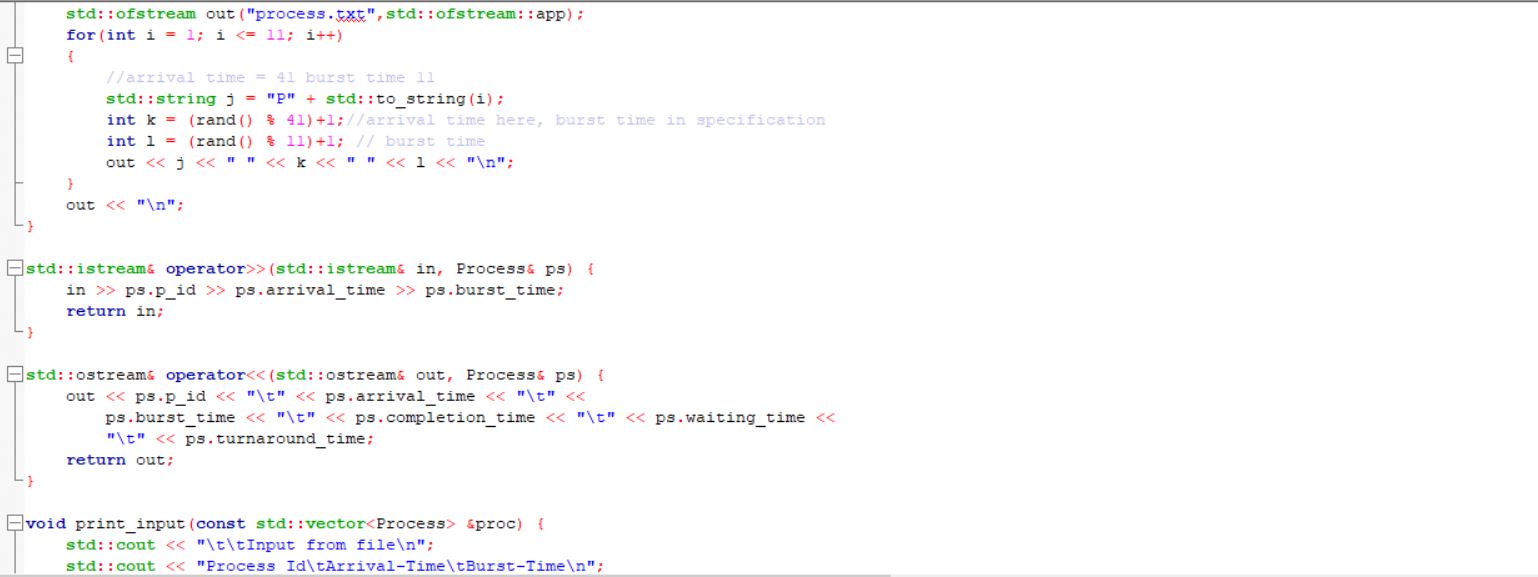 std::ofstream out("process.txt",std::ofstream::app);
    for(int i = 1; i <= 11; i++)
    {
        //arrival time = 41 burst time 11
        std::string j = "P" + std::to_string(i);
        int k = (rand() % 41)+1;//arrival time here, burst time in specification
        int l = (rand() % 11)+1; // burst time
        out << j << " " << k << " " << l << "\n";
    }
    out << "\n";
}
std::istream& operator>>(std::istream& in, Process& ps) {
    in >> ps.p_id >> ps.arrival_time >> ps.burst_time;
    return in;
}
std::ostream& operator<<(std::ostream& out, Process& ps) {
    out << ps.p_id << "\t" << ps.arrival_time << "\t" <<
        ps.burst_time << "\t" << ps.completion_time << "\t" << ps.waiting_time <<
        "\t" << ps.turnaround_time;
    return out;
}
void print_input(const std::vector<Process> &proc) {
    std::cout << "\t\tInput from file\n";
    std::cout << "Process Id\tArrival-Time\tBurst-Time\n";